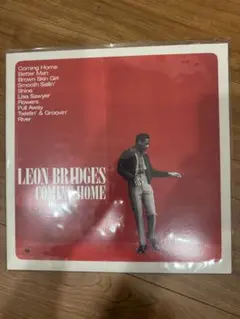 Coming Home
Better Man
Brown Skin Girl
Smooth Sailin'
Shine
Lisa Sawyer
Flowers
Pull Away
Twistin' & Groovin'
River
LEON BRIDGES
COMING HOME